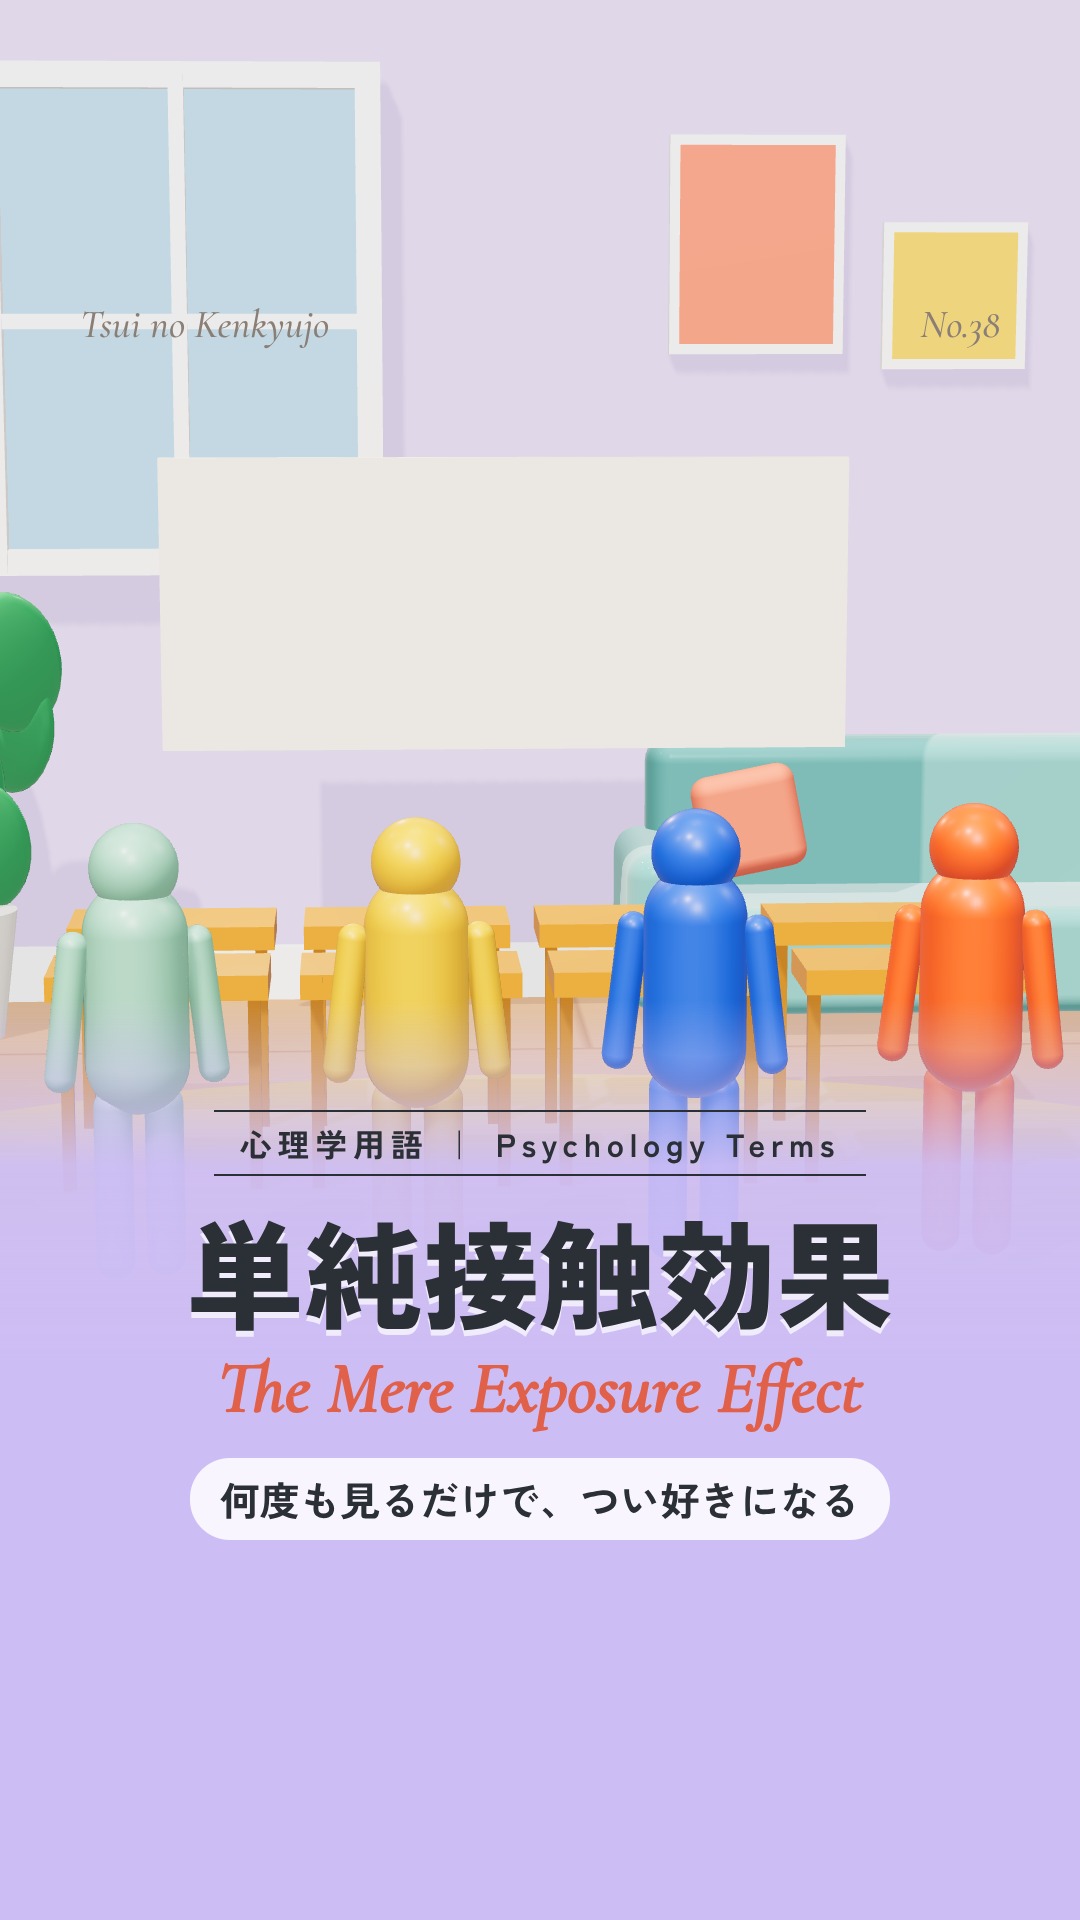 Tsui no Kenkyujo
No.38
心理学用語 | Psychology Terms
単純接触効果
The Mere Exposure Effect
何度も見るだけで、つい好きになる